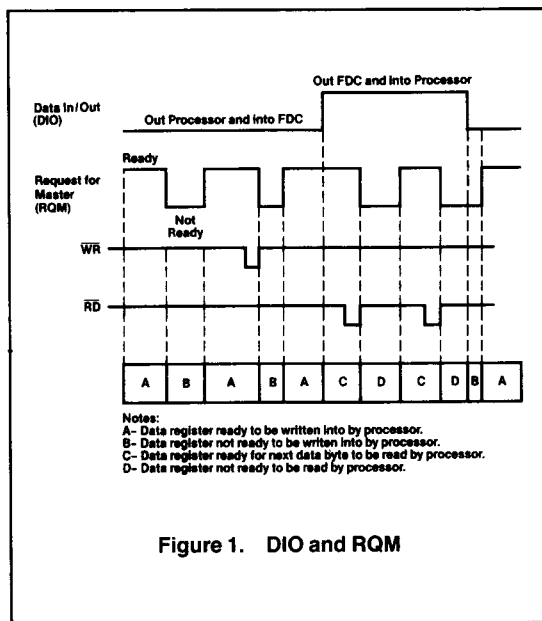 Out FDC and Into Processor
Data In/Out
(DIO)
Out Processor and Into FDC
Ready
Request for
Master
(RQM)
Not
Ready
WR
RD
A B A B A C D C D B A
Notes:
A- Data register ready to be written into by processor.
B- Data register not ready to be writen into by processor.
C- Data register ready for next data byte to be read by processor.
D- Data register not ready to be read by processor.
Figure 1. DIO and RQM